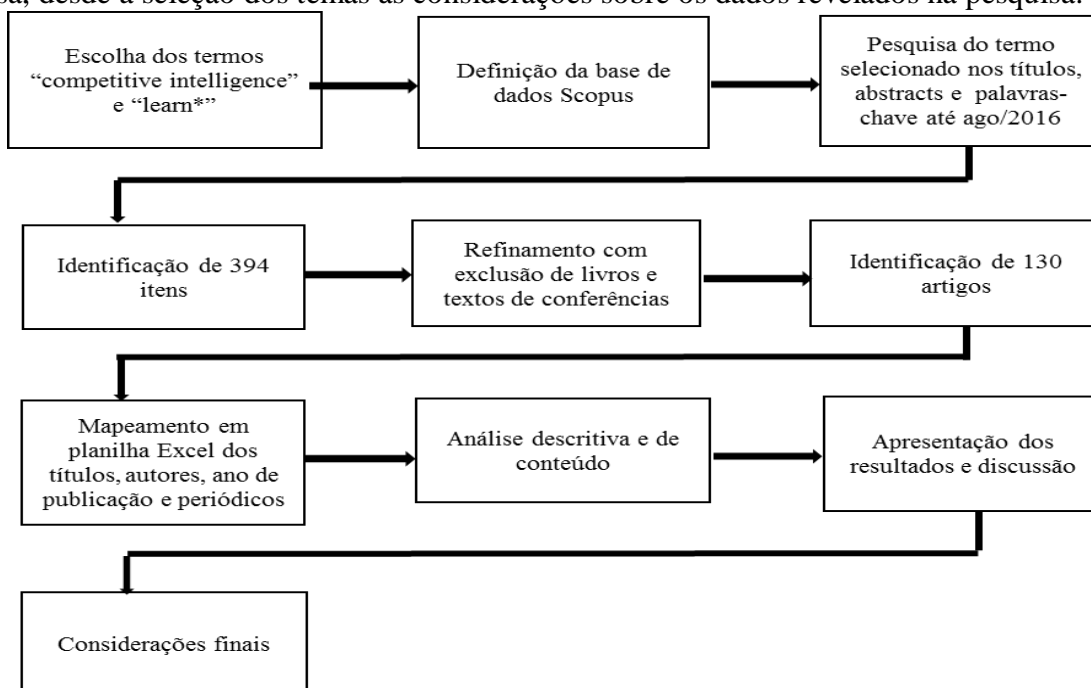 desde a seleção dos temas às considerações sobre os dados revelados na pesquisa.
Escolha dos termos
“competitive intelligence”
e “learn*”
Definição da base de
dados Scopus
Pesquisa do termo
selecionado nos títulos,
abstracts e palavras-
chave até ago/2016
Identificação de 394
itens
Refinamento com
exclusão de livros e
textos de conferências
Identificação de 130
artigos
Mapeamento em
planilha Excel dos
títulos, autores, ano de
publicação e periódicos
Análise descritiva e de
conteúdo
Apresentação dos
resultados e discussão
Considerações finais